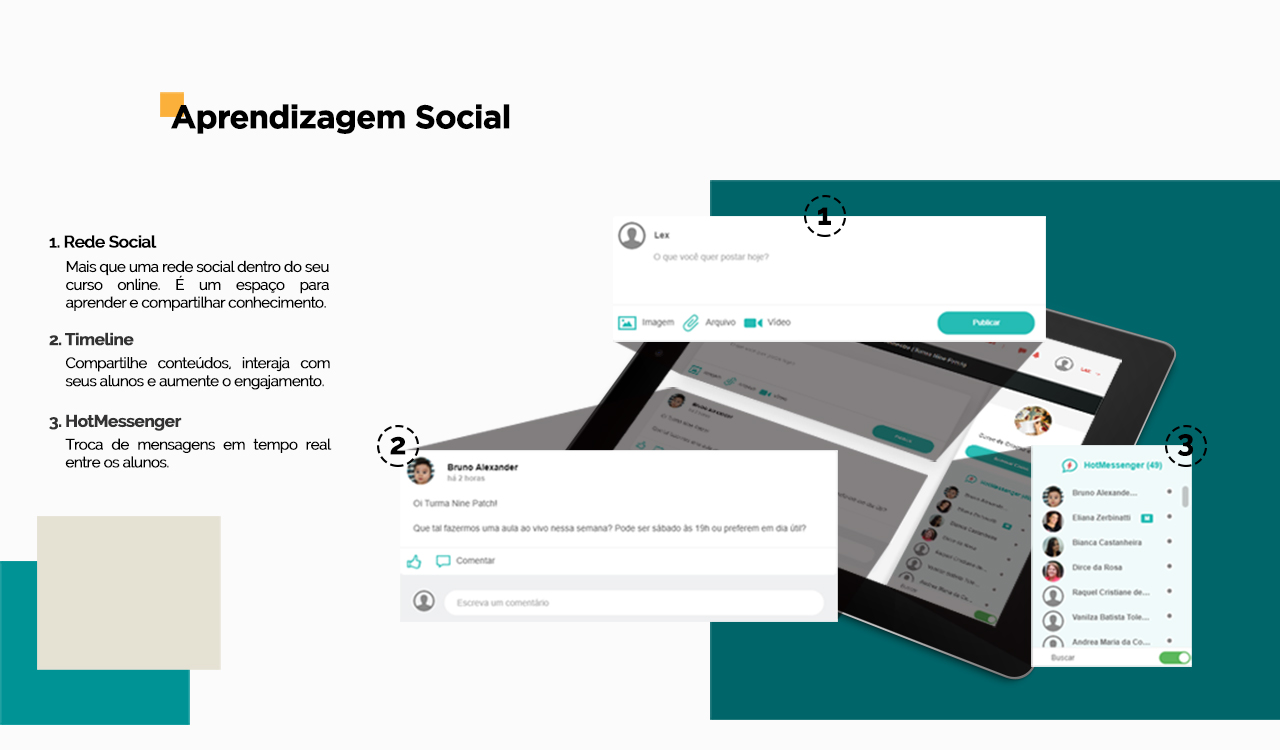 Aprendizagem Social
1. Rede Social
Mais que uma rede social dentro do seu
curso online. É um espaço para
aprender e compartilhar conhecimento.
2. Timeline
Compartilhe conteúdos, interaja com
seus alunos e aumente o engajamento.
3. HotMessenger
Troca de mensagens em tempo real
entre os alunos.
1
Lex
O que você quer postar hoje?
Imagem Arquivo Vídeo Publicar
2
Bruno Alexander
há 2 horas
Oi Turma Nine Patch!
Que tal fazermos uma aula ao vivo nessa semana? Pode ser sábado às 19h ou preferem em dia útil?
Comentar
Escreva um comentário
3
HotMessenger (49)
Bruno Alexande...
Eliana Zerbinatti
Bianca Castanheira
Dirce da Rosa
Raquel Cristiane de...
Vanilza Batista Tole...
Andrea Maria da Co...
Buscar